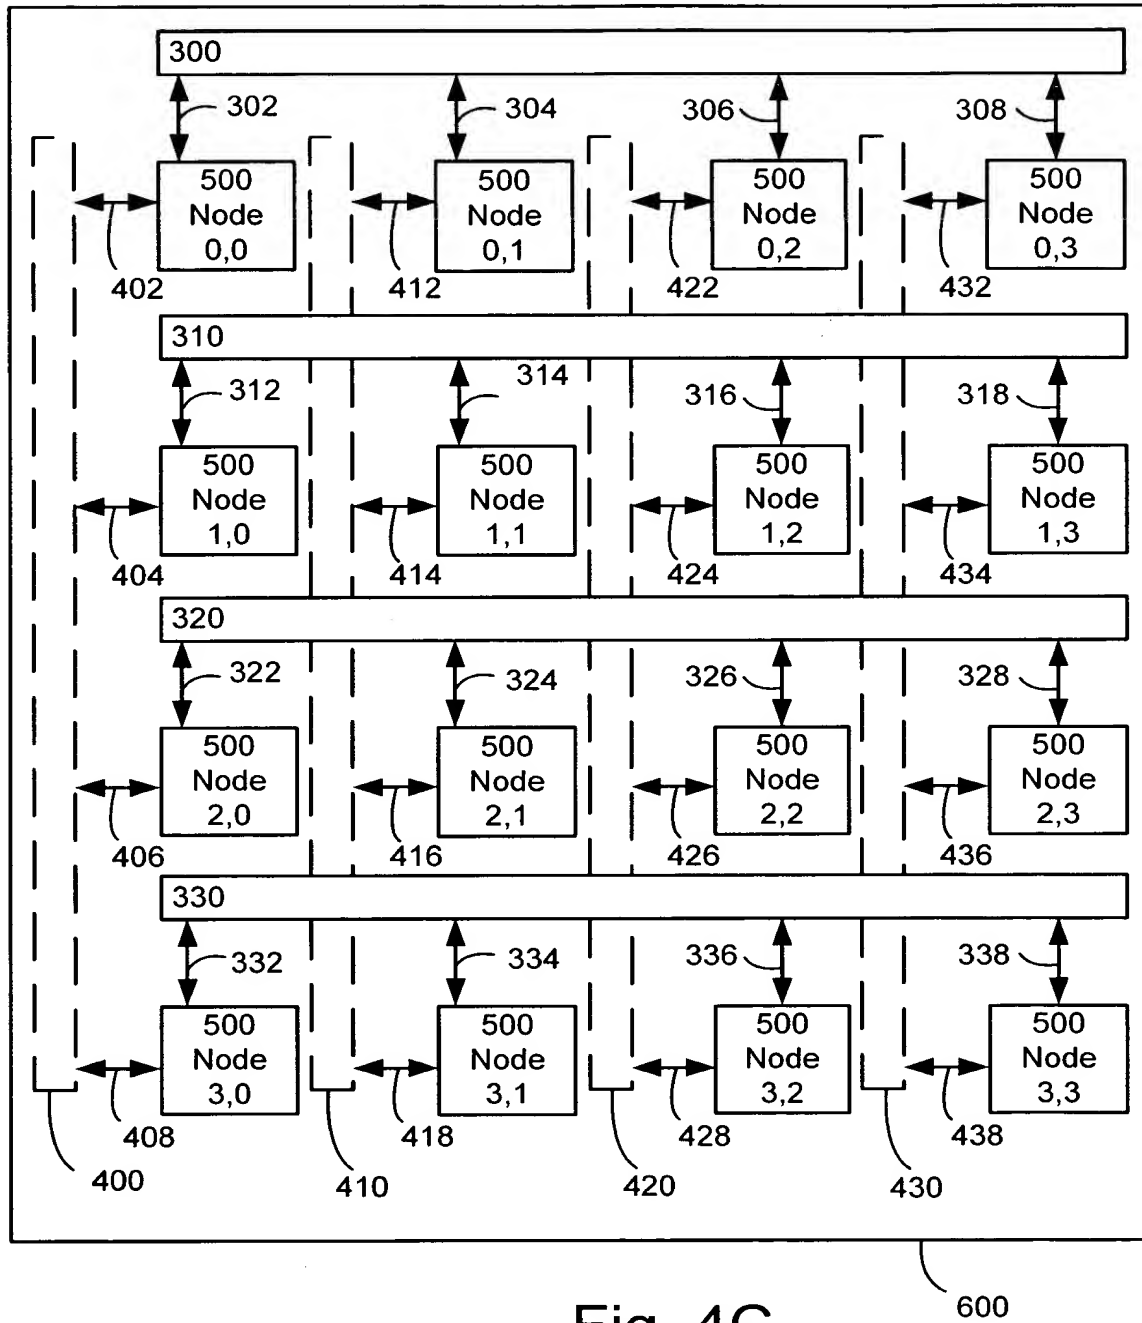 300
302 304 306 308
500 Node 0,0
500 Node 0,1
500 Node 0,2
500 Node 0,3
402 412 422 432
310
312 314 316 318
500 Node 1,0
500 Node 1,1
500 Node 1,2
500 Node 1,3
404 414 424 434
320
322 324 326 328
500 Node 2,0
500 Node 2,1
500 Node 2,2
500 Node 2,3
406 416 426 436
330
332 334 336 338
500 Node 3,0
500 Node 3,1
500 Node 3,2
500 Node 3,3
408 418 428 438
400 410 420 430
600
Fig. 4C